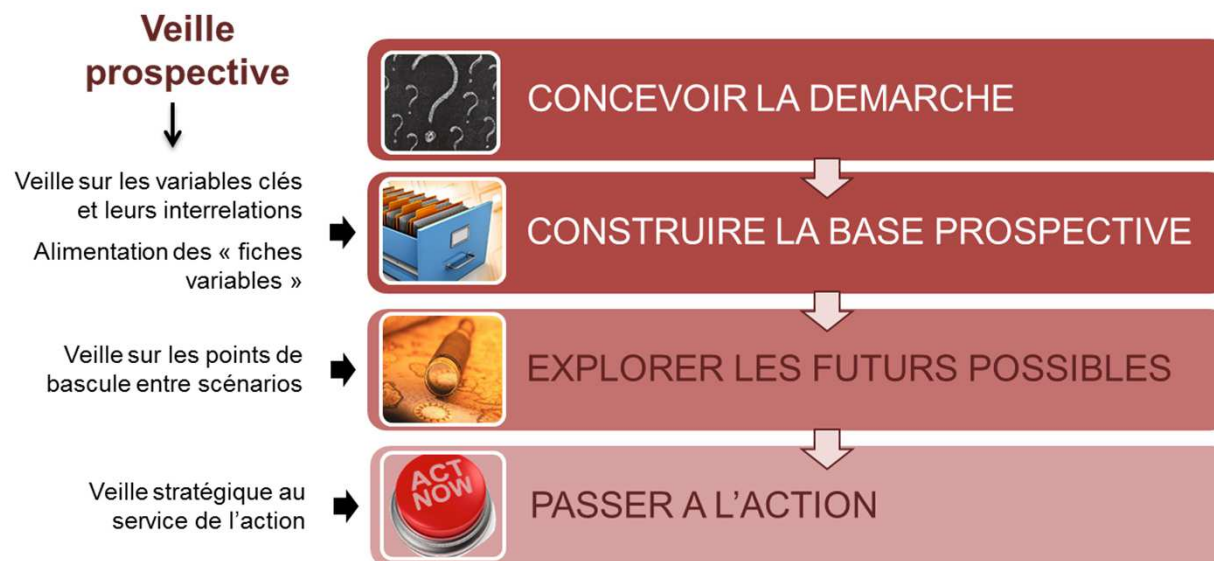 Veille
prospective
Veille sur les variables clés
et leurs interrelations
Alimentation des « fiches
variables »
Veille sur les points de
bascule entre scénarios
Veille stratégique au
service de l’action
CONCEVOIR LA DEMARCHE
CONSTRUIRE LA BASE PROSPECTIVE
EXPLORER LES FUTURS POSSIBLES
ACT
NOW
PASSER A L’ACTION